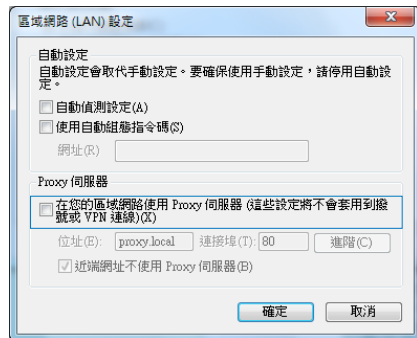 區域網路 (LAN) 設定
自動設定
自動設定會取代手動設定。要確保使用手動設定，請停用自動設
定。
自動偵測設定(A)
使用自動組態指令碼(S)
網址(R)
Proxy 伺服器
在您的區域網路使用 Proxy 伺服器 (這些設定將不會套用到撥
號或 VPN 連線)(X)
位址(E): proxy.local 連接埠(T): 80 進階(C)
近端網址不使用 Proxy 伺服器(B)
確定 取消